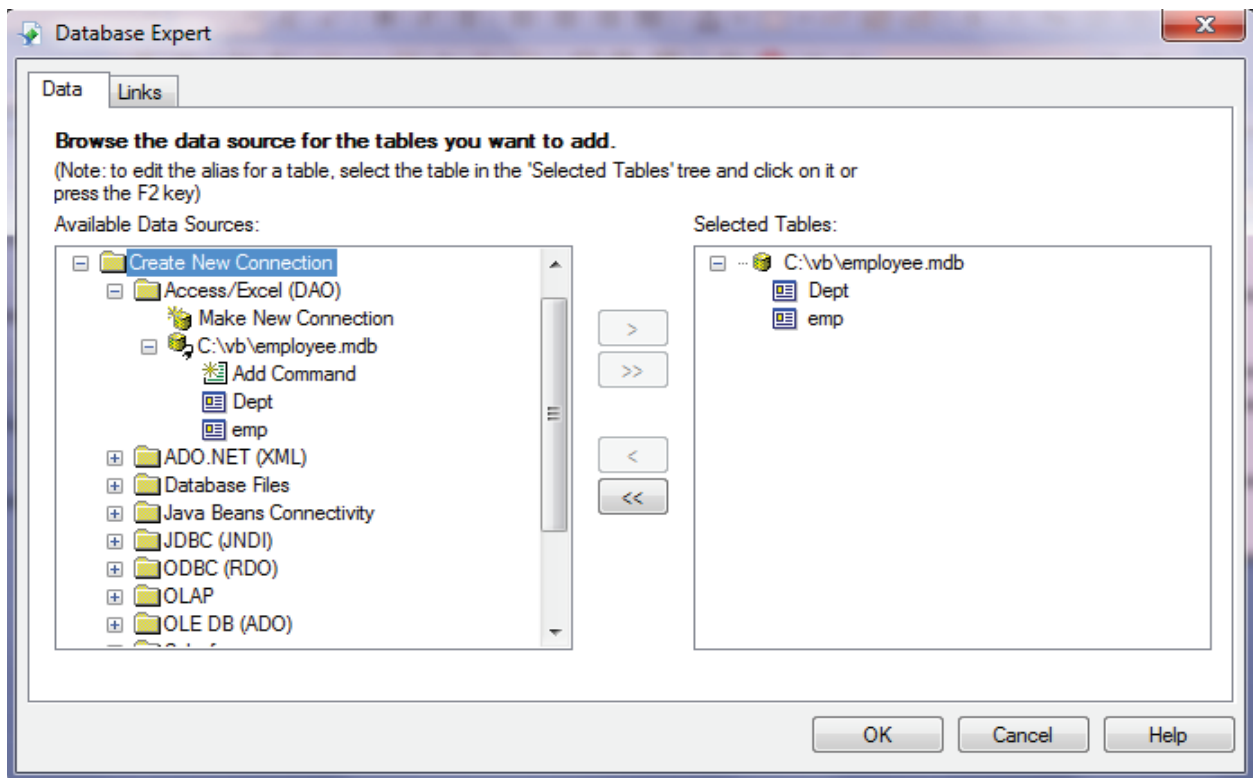 Database Expert
Data
Links
Browse the data source for the tables you want to add.
(Note: to edit the alias for a table, select the table in the 'Selected Tables' tree and click on it or
press the F2 key)
Available Data Sources:
Selected Tables:
Create New Connection
Access/Excel (DAO)
Make New Connection
C:\vb\employee.mdb
Add Command
Dept
emp
ADO.NET (XML)
Database Files
Java Beans Connectivity
JDBC (JNDI)
ODBC (RDO)
OLAP
OLE DB (ADO)
>
>>
<
<<
C:\vb\employee.mdb
Dept
emp
OK
Cancel
Help